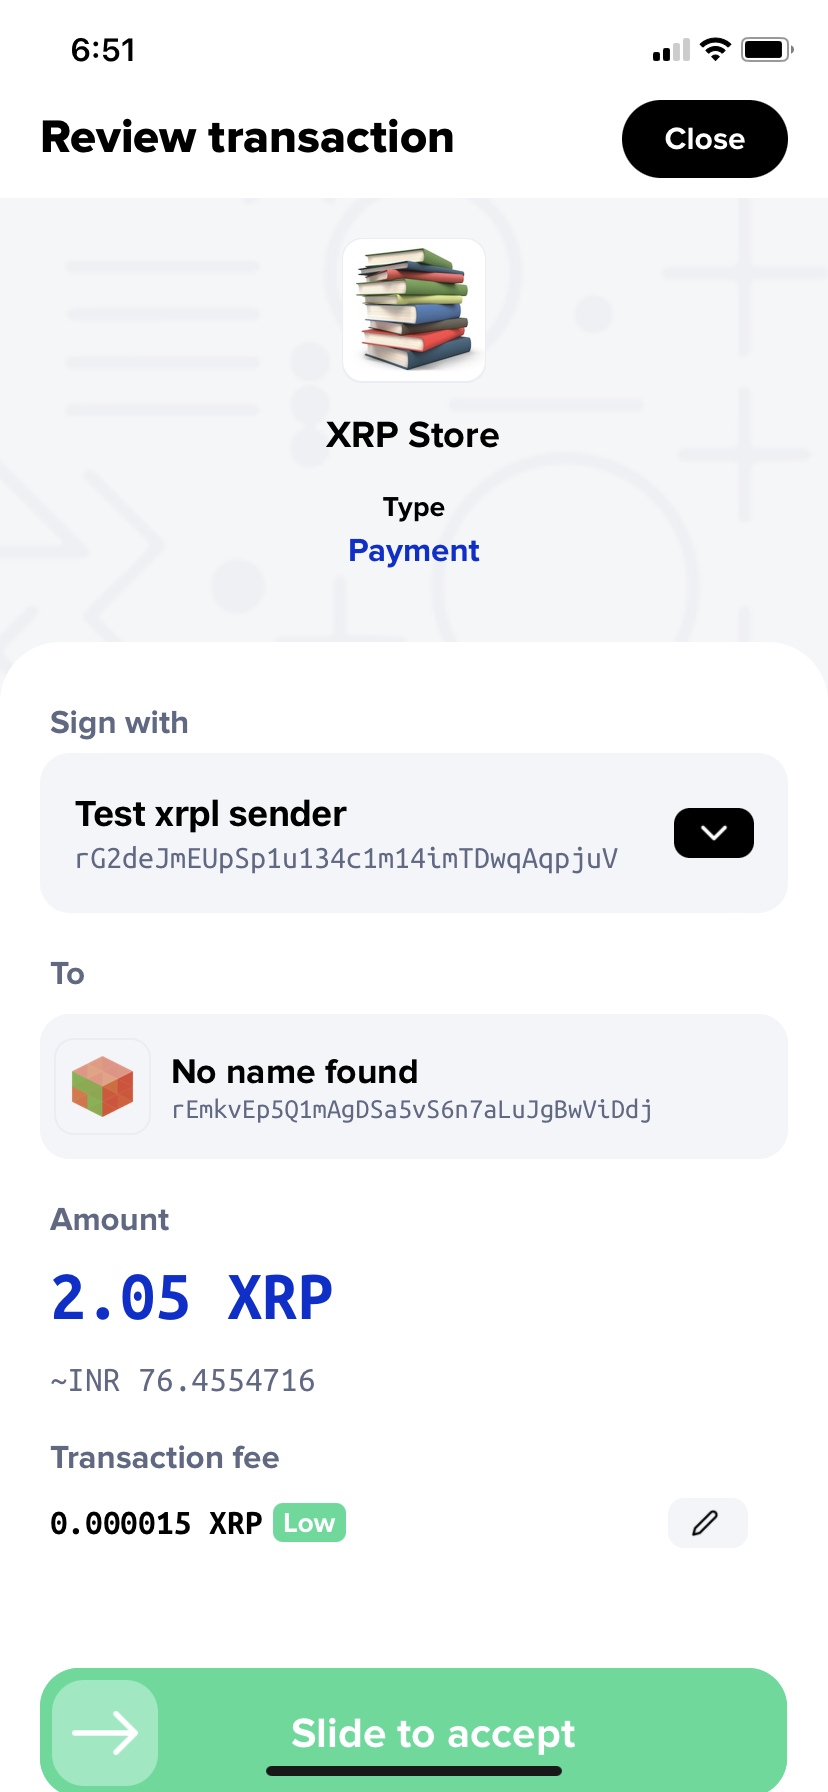 6:51
Review transaction
Close
XRP Store
Type
Payment
Sign with
Test xrpl sender
rG2deJmEUpSp1u134c1m14imTDwqAqpjuV
To
No name found
rEmkvEp5Q1mAgDSa5vS6n7aLuJgBwViDdj
Amount
2.05 XRP
~INR 76.4554716
Transaction fee
0.000015 XRP Low
Slide to accept